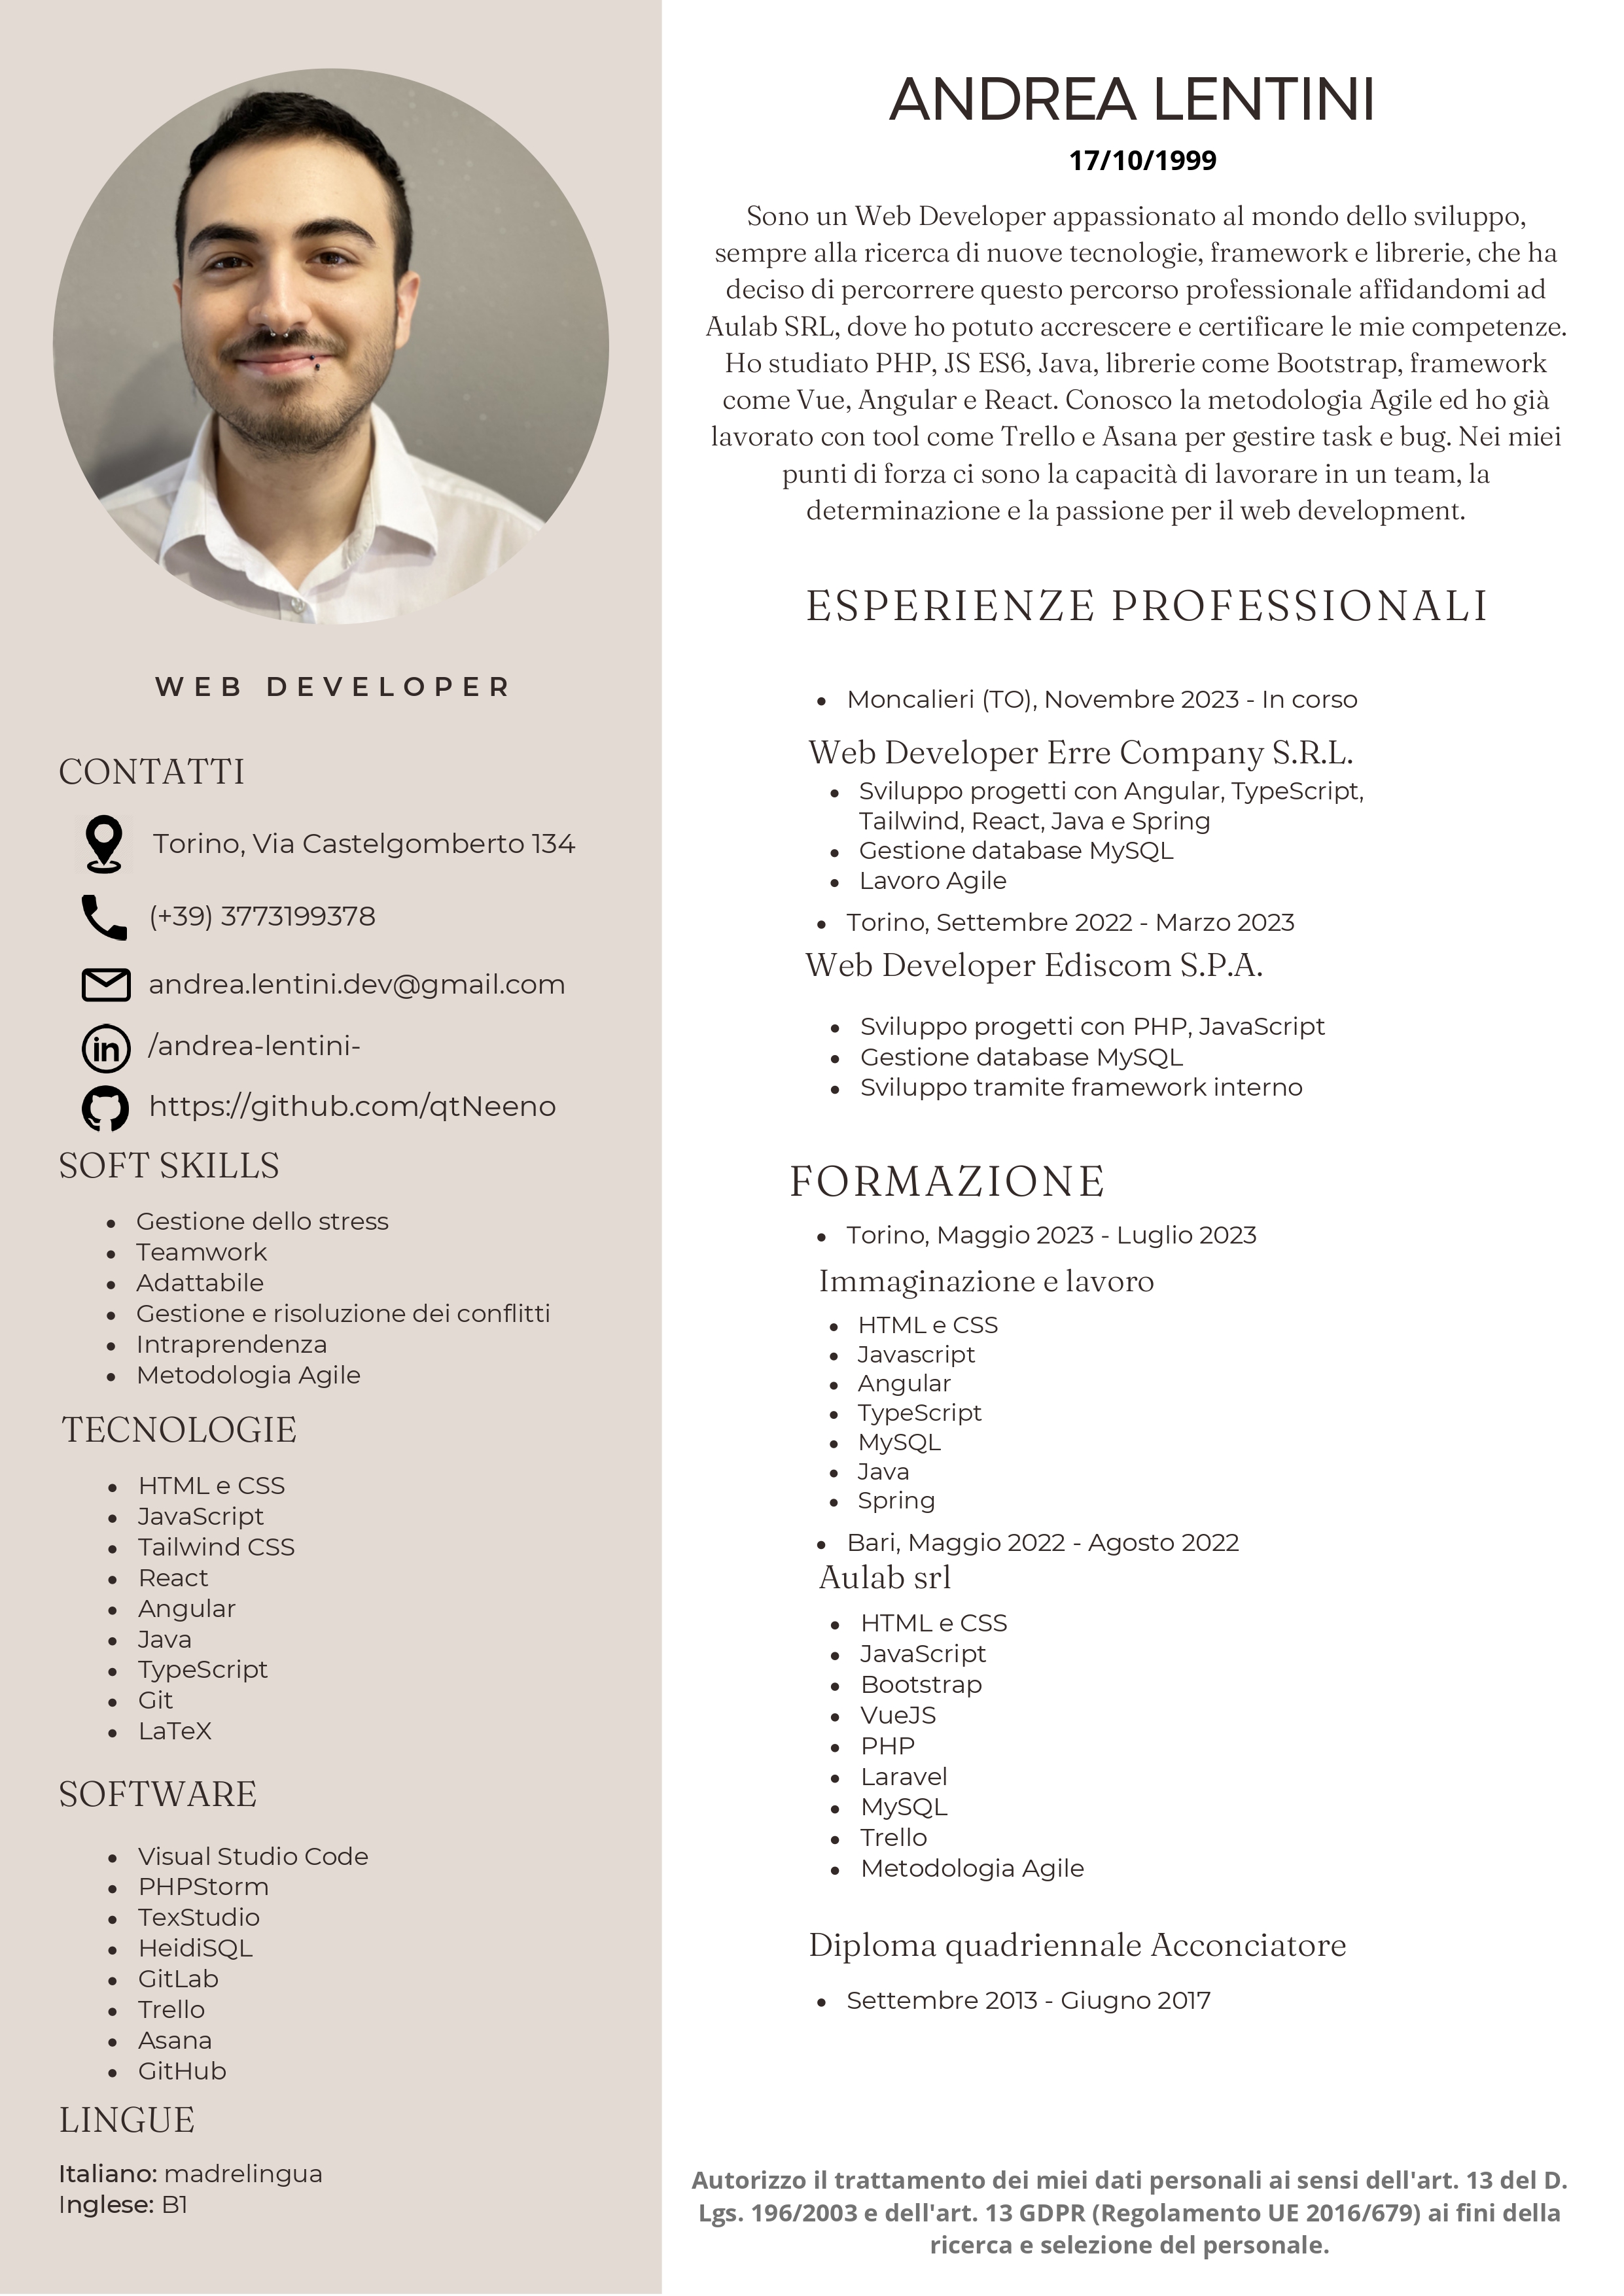 WEB DEVELOPER
CONTATTI
Torino, Via Castelgomberto 134
(+39) 3773199378
andrea.lentini.dev@gmail.com
in /andrea-lentini-
https://github.com/qtNeeno
SOFT SKILLS
• Gestione dello stress
• Teamwork
• Adattabile
• Gestione e risoluzione dei conflitti
• Intraprendenza
• Metodologia Agile
TECNOLOGIE
• HTML e CSS
• JavaScript
• Tailwind CSS
• React
• Angular
• Java
• TypeScript
• Git
• LaTeX
SOFTWARE
• Visual Studio Code
• PHPStorm
• TexStudio
• HeidiSQL
• GitLab
• Trello
• Asana
• GitHub
LINGUE
Italiano: madrelingua
Inglese: B1
ANDREA LENTINI
17/10/1999
Sono un Web Developer appassionato al mondo dello sviluppo,
sempre alla ricerca di nuove tecnologie, framework e librerie, che ha
deciso di percorrere questo percorso professionale affidandomi ad
Aulab SRL, dove ho potuto accrescere e certificare le mie competenze.
Ho studiato PHP, JS ES6, Java, librerie come Bootstrap, framework
come Vue, Angular e React. Conosco la metodologia Agile ed ho già
lavorato con tool come Trello e Asana per gestire task e bug. Nei miei
punti di forza ci sono la capacità di lavorare in un team, la
determinazione e la passione per il web development.
ESPERIENZE PROFESSIONALI
• Moncalieri (TO), Novembre 2023 - In corso
Web Developer Erre Company S.R.L.
• Sviluppo progetti con Angular, TypeScript,
Tailwind, React, Java e Spring
• Gestione database MySQL
• Lavoro Agile
• Torino, Settembre 2022 - Marzo 2023
Web Developer Ediscom S.P.A.
• Sviluppo progetti con PHP, JavaScript
• Gestione database MySQL
• Sviluppo tramite framework interno
FORMAZIONE
• Torino, Maggio 2023 - Luglio 2023
Immaginazione e lavoro
• HTML e CSS
• Javascript
• Angular
• TypeScript
• MySQL
• Java
• Spring
• Bari, Maggio 2022 - Agosto 2022
Aulab srl
• HTML e CSS
• JavaScript
• Bootstrap
• VueJS
• PHP
• Laravel
• MySQL
• Trello
• Metodologia Agile
Diploma quadriennale Acconciatore
• Settembre 2013 - Giugno 2017
Autorizzo il trattamento dei miei dati personali ai sensi dell'art. 13 del D.
Lgs. 196/2003 e dell'art. 13 GDPR (Regolamento UE 2016/679) ai fini della
ricerca e selezione del personale.